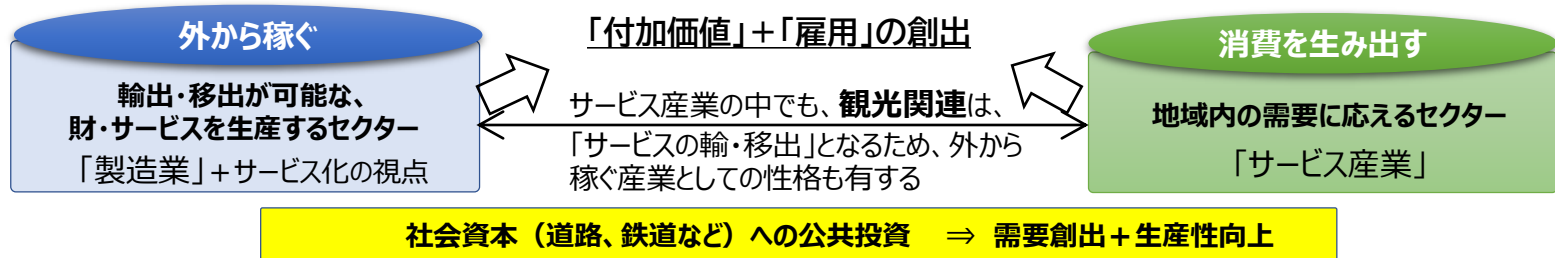 外から稼ぐ
輸出・移出が可能な、
財・サービスを生産するセクター
「製造業」+サービス化の視点
「付加価値」+「雇用」の創出
サービス産業の中でも、観光関連は、
「サービスの輸・移出」となるため、外から
稼ぐ産業としての性格も有する
消費を生み出す
地域内の需要に応えるセクター
「サービス産業」
社会資本（道路、鉄道など）への公共投資 ⇒ 需要創出+生産性向上